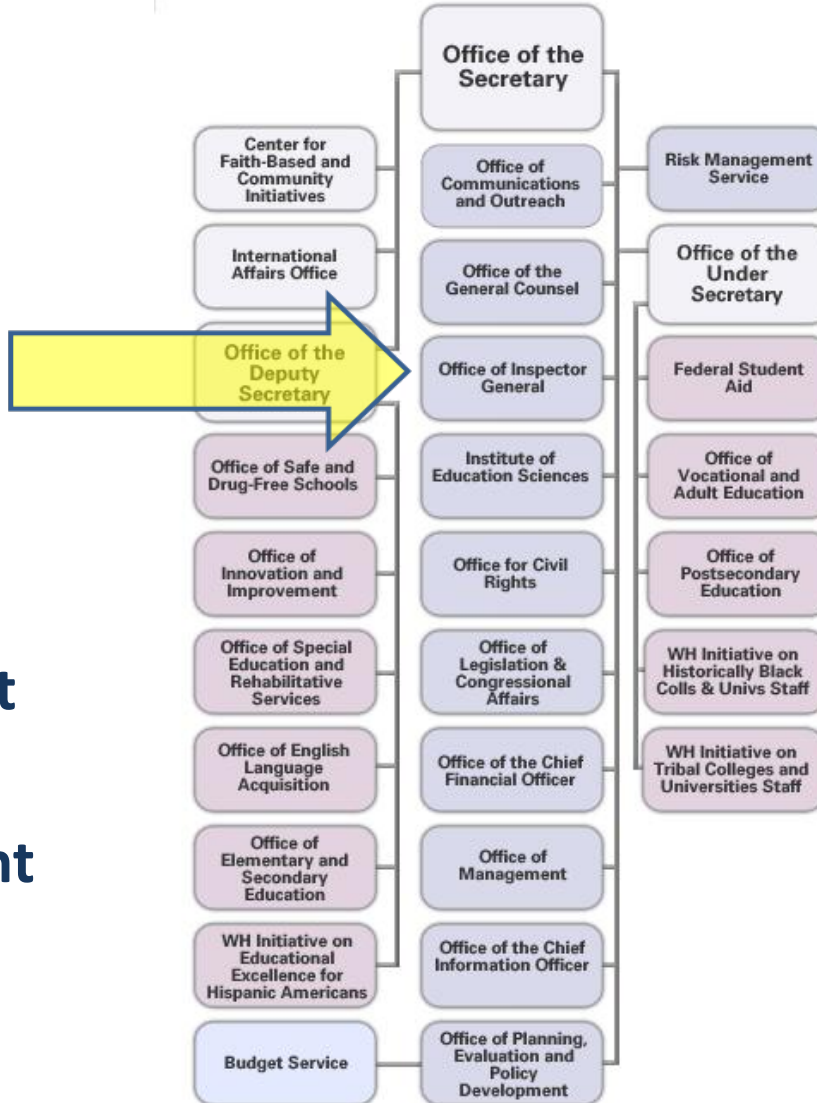 Office of the
Secretary
Center for
Faith-Based and
Community
Initiatives
International
Affairs Office
Office of the
Deputy
Secretary
Office of Safe and
Drug-Free Schools
Office of
Innovation and
Improvement
Office of Special
Education and
Rehabilitative
Services
Office of English
Language
Acquisition
Office of
Elementary and
Secondary
Education
WH Initiative on
Educational
Excellence for
Hispanic Americans
Budget Service
Office of
Communications
and Outreach
Office of the
General Counsel
Office of Inspector
General
Institute of
Education Sciences
Office for Civil
Rights
Office of
Legislation &
Congressional
Affairs
Office of the Chief
Financial Officer
Office of
Management
Office of the Chief
Information Officer
Office of Planning,
Evaluation and
Policy
Development
Risk Management
Service
Office of the
Under
Secretary
Federal Student
Aid
Office of
Vocational and
Adult Education
Office of
Postsecondary
Education
WH Initiative on
Historically Black
Colls & Univs Staff
WH Initiative on
Tribal Colleges and
Universities Staff
t
nt